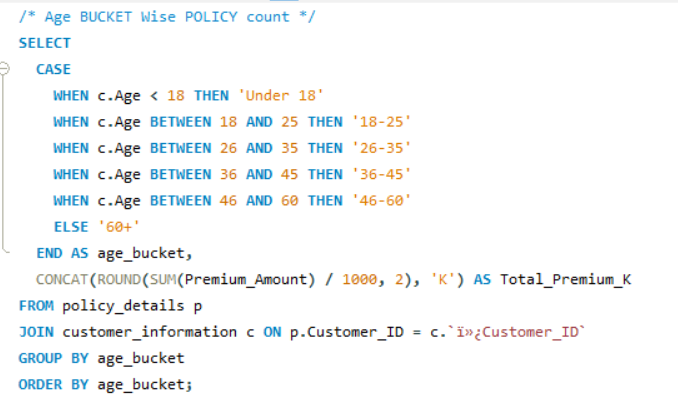 /* Age BUCKET Wise POLICY count */
SELECT
CASE
WHEN c.Age < 18 THEN 'Under 18'
WHEN c.Age BETWEEN 18 AND 25 THEN '18-25'
WHEN c.Age BETWEEN 26 AND 35 THEN '26-35'
WHEN c.Age BETWEEN 36 AND 45 THEN '36-45'
WHEN c.Age BETWEEN 46 AND 60 THEN '46-60'
ELSE '60+'
END AS age_bucket,
CONCAT(ROUND(SUM(Premium_Amount) / 1000, 2), 'K') AS Total_Premium_K
FROM policy_details p
JOIN customer_information c ON p.Customer_ID = c.`ï»¿Customer_ID`
GROUP BY age_bucket
ORDER BY age_bucket;